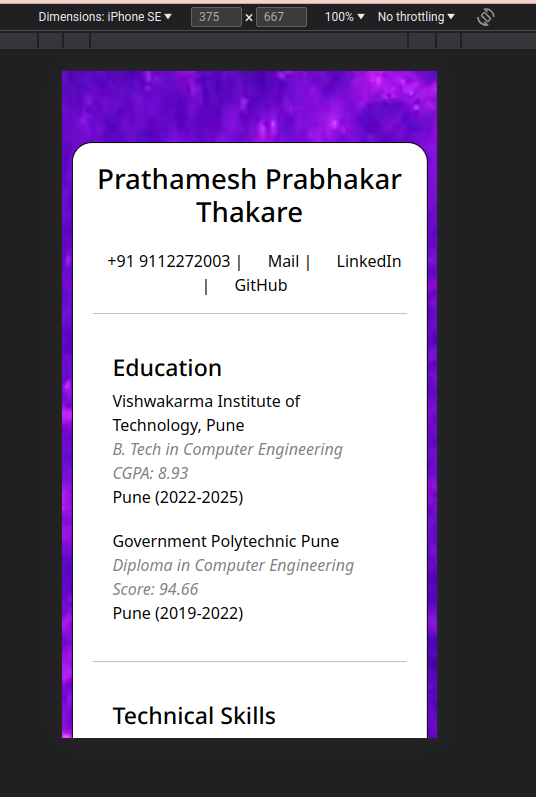 Dimensions: iPhone SE 375 × 667 100% No throttling
Prathamesh Prabhakar
Thakare
+91 9112272003 | Mail | LinkedIn
| GitHub
Education
Vishwakarma Institute of
Technology, Pune
B. Tech in Computer Engineering
CGPA: 8.93
Pune (2022-2025)
Government Polytechnic Pune
Diploma in Computer Engineering
Score: 94.66
Pune (2019-2022)
Technical Skills